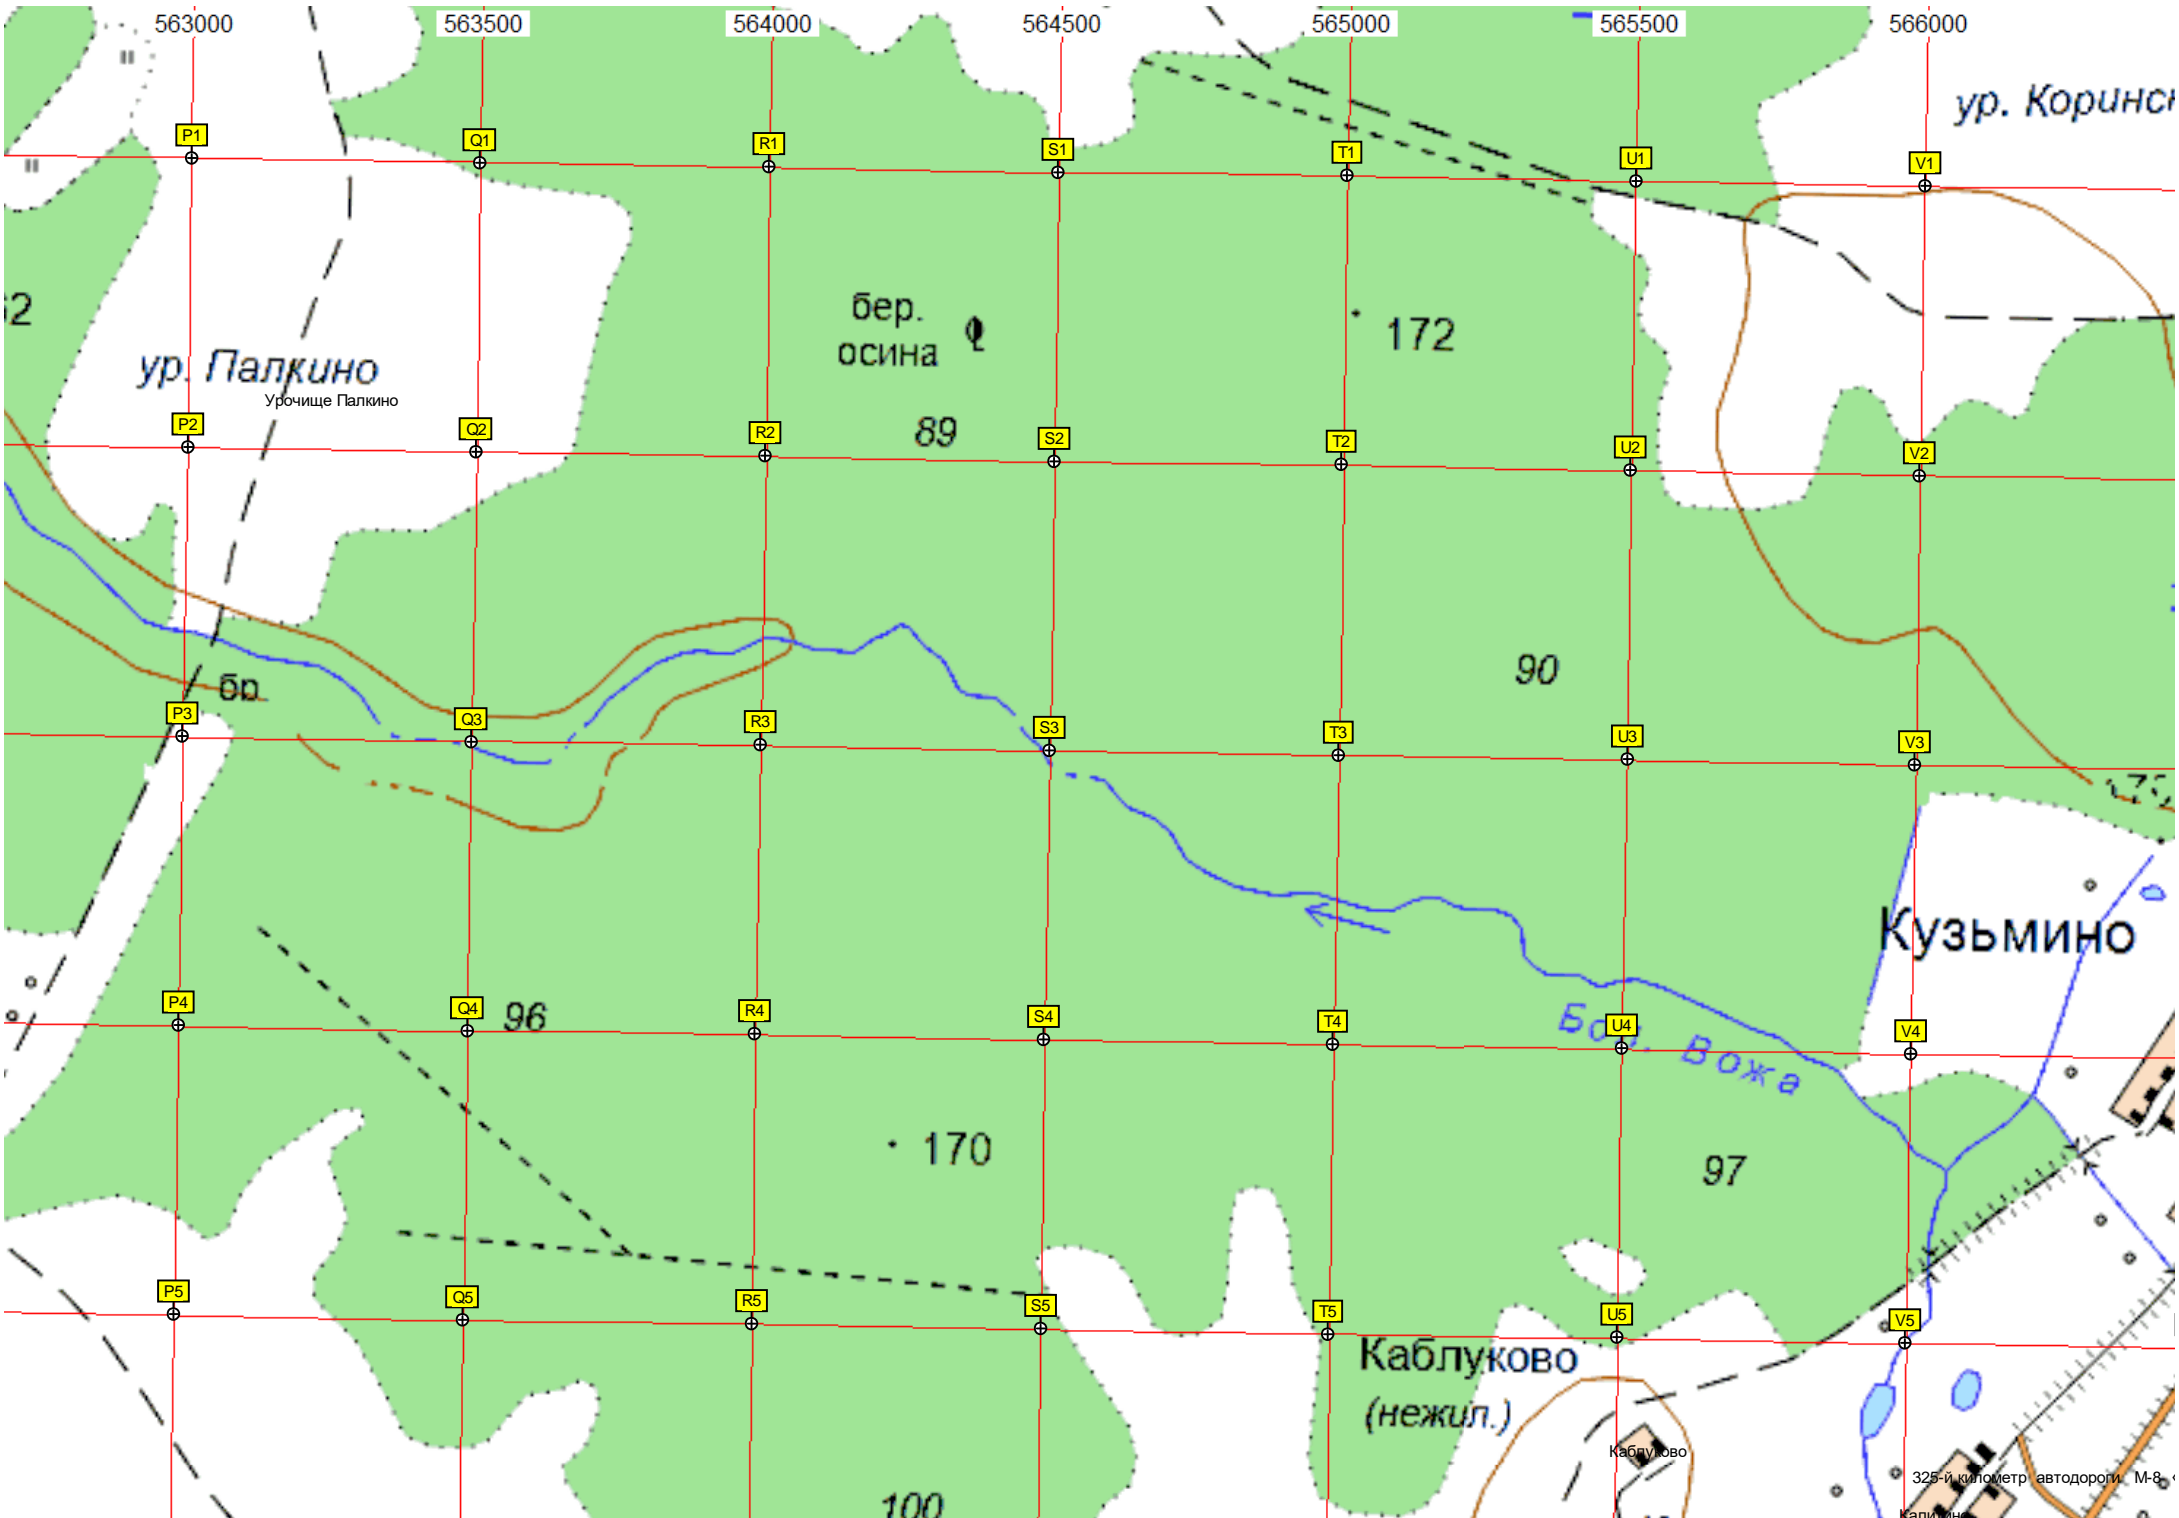 563000 563500 564000 564500 565000 565500 566000
ур. Коринск
P1 Q1 R1 S1 T1 U1 V1
62
бер.
осина
172
ур. Палкино
Урочище Палкино
89
P2 Q2 R2 S2 T2 U2 V2
90
бр.
P3 Q3 R3 S3 T3 U3 V3
Кузьмино
96
P4 Q4 R4 S4 T4 U4 V4
Бол. Вожа
170
97
P5 Q5 R5 S5 T5 U5 V5
Каблуково
(нежил.)
Каблуково
325-й километр автодороги М-8 «
100